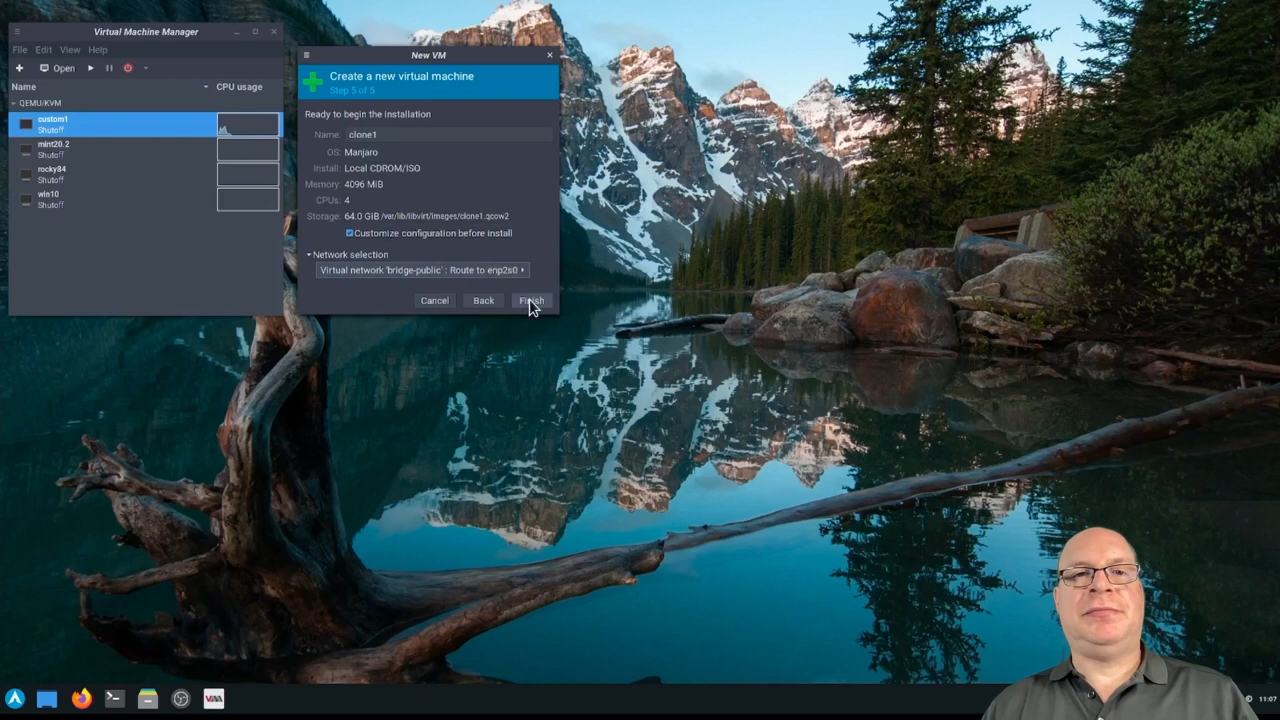 Virtual Machine Manager
File Edit View Help
Open
Name CPU usage
QEMU/KVM
custom1
Shutoff
mint20.2
Shutoff
rocky84
Shutoff
win10
Shutoff
New VM
Create a new virtual machine
Step 5 of 5
Ready to begin the installation
Name: clone1
OS: Manjaro
Install: Local CDROM/ISO
Memory: 4096 MiB
CPUs: 4
Storage: 64.0 GiB /var/lib/libvirt/images/clone1.qcow2
Customize configuration before install
Network selection
Virtual network 'bridge-public' : Route to enp2s0
Cancel Back Finish
11:07